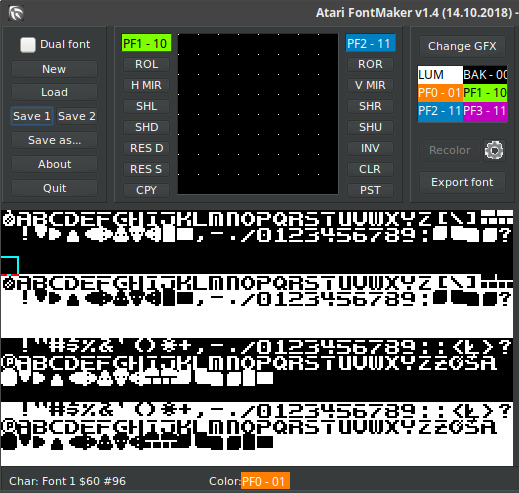 Atari FontMaker v1.4 (14.10.2018) -
Dual font
New
Load
Save 1 Save 2
Save as...
About
Quit
PF1 - 10
ROL
H MIR
SHL
SHD
RES D
RES S
CPY
PF2 - 11
ROR
V MIR
SHR
SHU
INV
CLR
PST
Change GFX
LUM BAK - 00
PF0 - 01 PF1 - 10
PF2 - 11 PF3 - 11
Recolor
Export font
ABCDEFGHIJKLMNOPQRSTUVWXYZ[\]
! ,-./0123456789: ?
ABCDEFGHIJKLMNOPQRSTUVWXYZ[\]
! ,-./0123456789: ?
!"#$%&'()*+,-./0123456789:;<k>?
@ABCDEFGHIJKLMNOPQRSTUVWXYZ
!"#$%&'()*+,-./0123456789:;<k>?
@ABCDEFGHIJKLMNOPQRSTUVWXYZ
Char: Font 1 $60 #96
Color: PF0 - 01